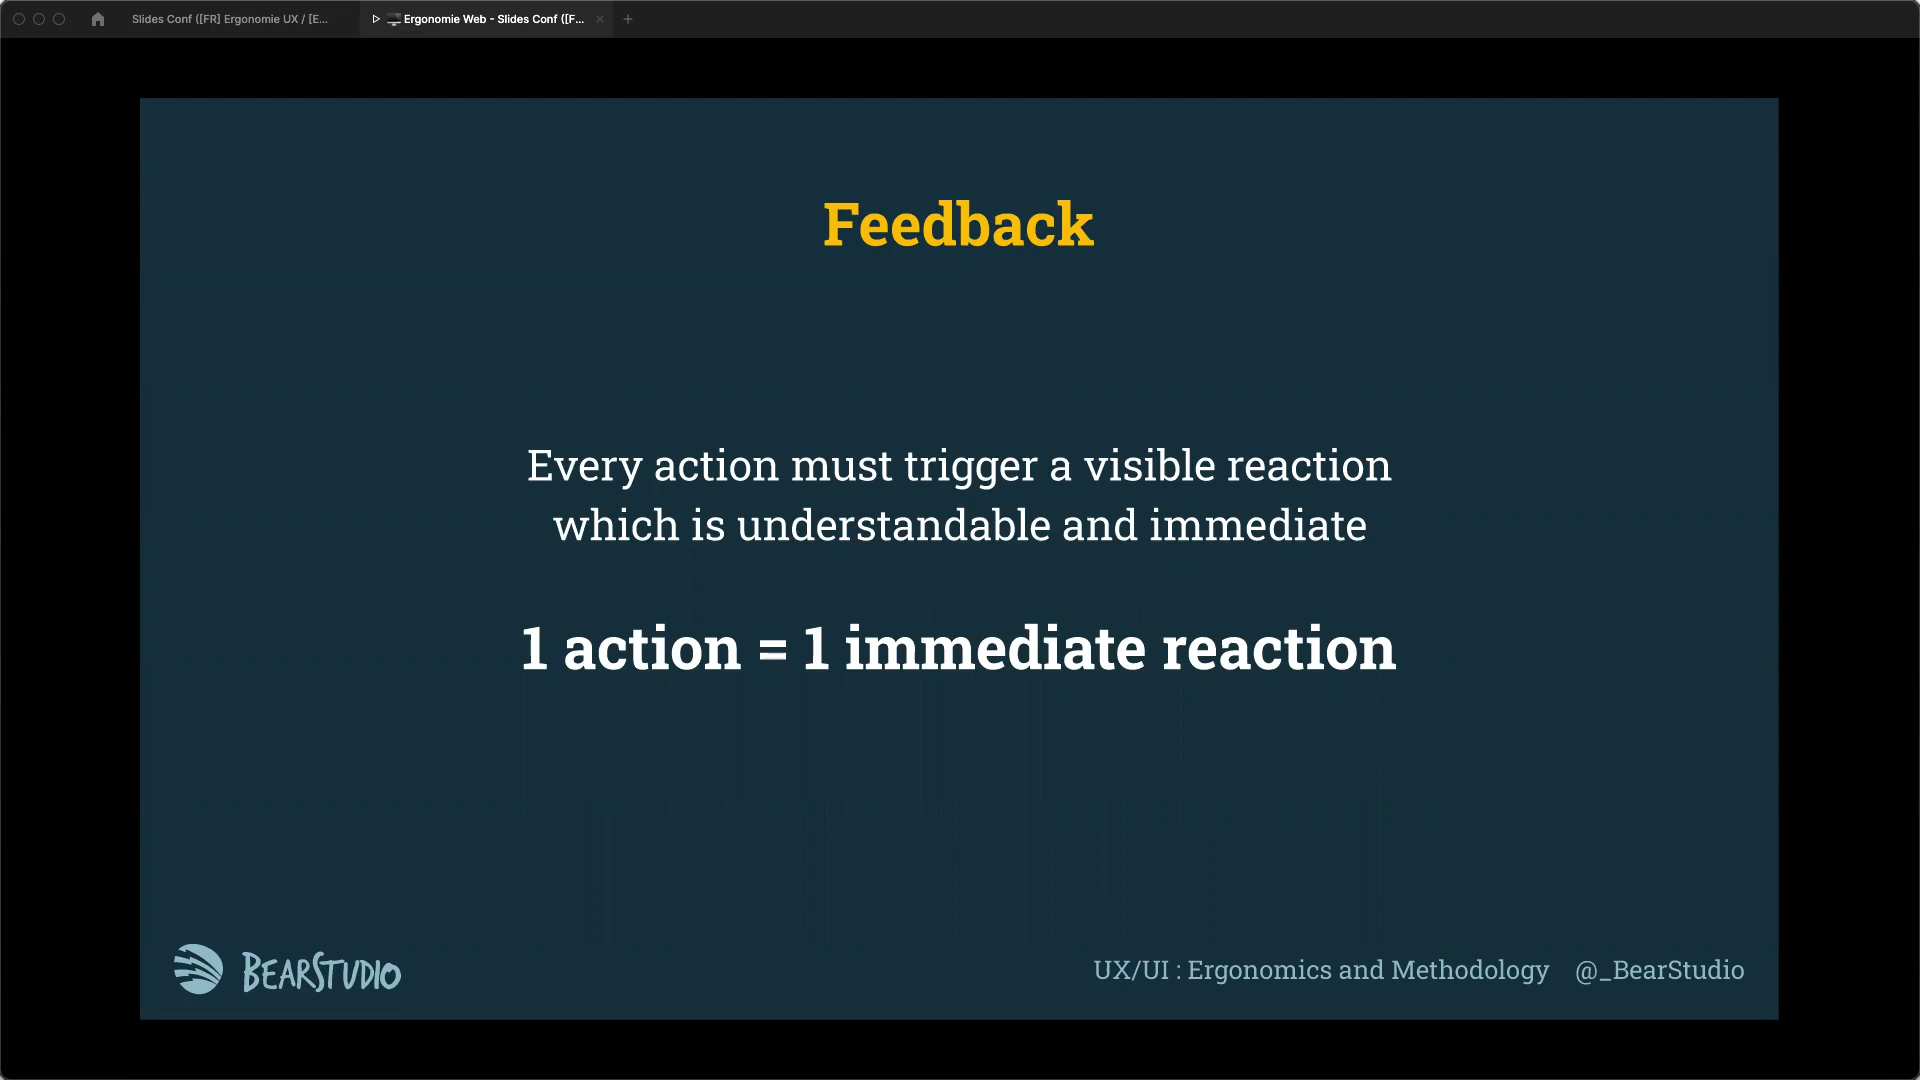 Slides Conf ([FR] Ergonomie UX / [E...
Ergonomie Web - Slides Conf ([F...
Feedback
Every action must trigger a visible reaction
which is understandable and immediate
1 action = 1 immediate reaction
BEARSTUDIO
UX/UI : Ergonomics and Methodology @_BearStudio